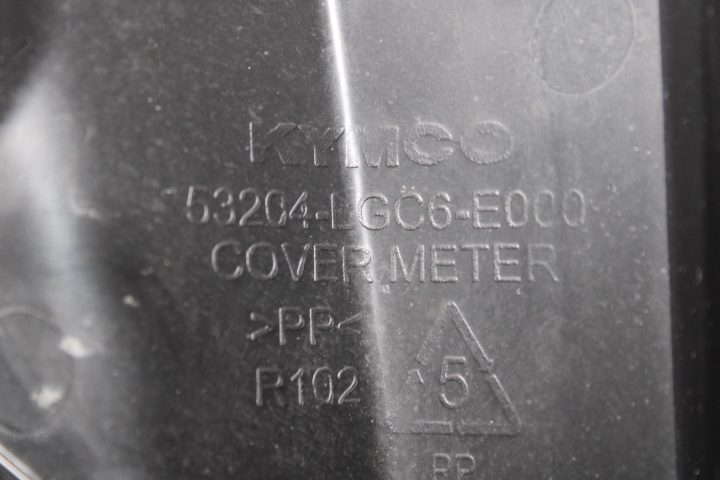 KYMCO
53204-LGC6-E000
COVER METER
>PP<
R102
5
PP